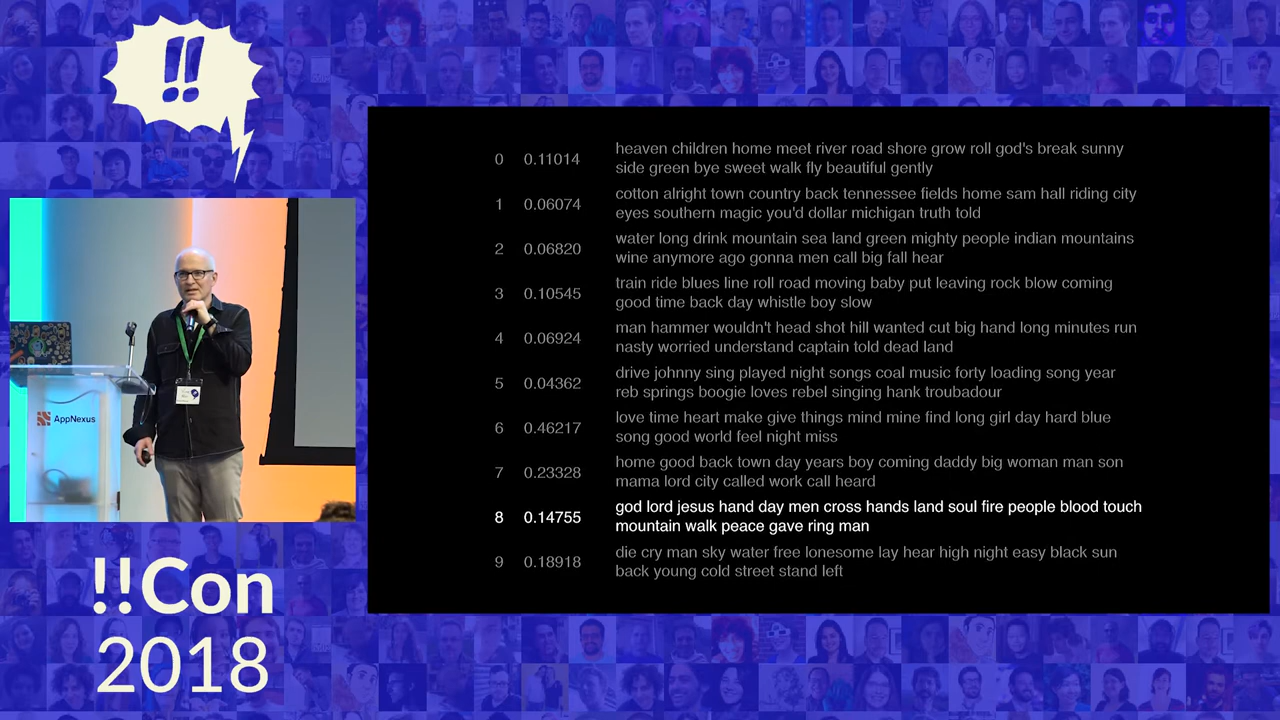 !!
0 0.11014 heaven children home meet river road shore grow roll god's break sunny
side green bye sweet walk fly beautiful gently
1 0.06074 cotton alright town country back tennessee fields home sam hall riding city
eyes southern magic you'd dollar michigan truth told
2 0.06820 water long drink mountain sea land green mighty people indian mountains
wine anymore ago gonna men call big fall hear
3 0.10545 train ride blues line roll road moving baby put leaving rock blow coming
good time back day whistle boy slow
4 0.06924 man hammer wouldn't head shot hill wanted cut big hand long minutes run
nasty worried understand captain told dead land
5 0.04362 drive johnny sing played night songs coal music forty loading song year
reb springs boogie loves rebel singing hank troubadour
6 0.46217 love time heart make give things mind mine find long girl day hard blue
song good world feel night miss
7 0.23328 home good back town day years boy coming daddy big woman man son
mama lord city called work call heard
8 0.14755 god lord jesus hand day men cross hands land soul fire people blood touch
mountain walk peace gave ring man
9 0.18918 die cry man sky water free lonesome lay hear high night easy black sun
back young cold street stand left
AppNexus
!!Con
2018